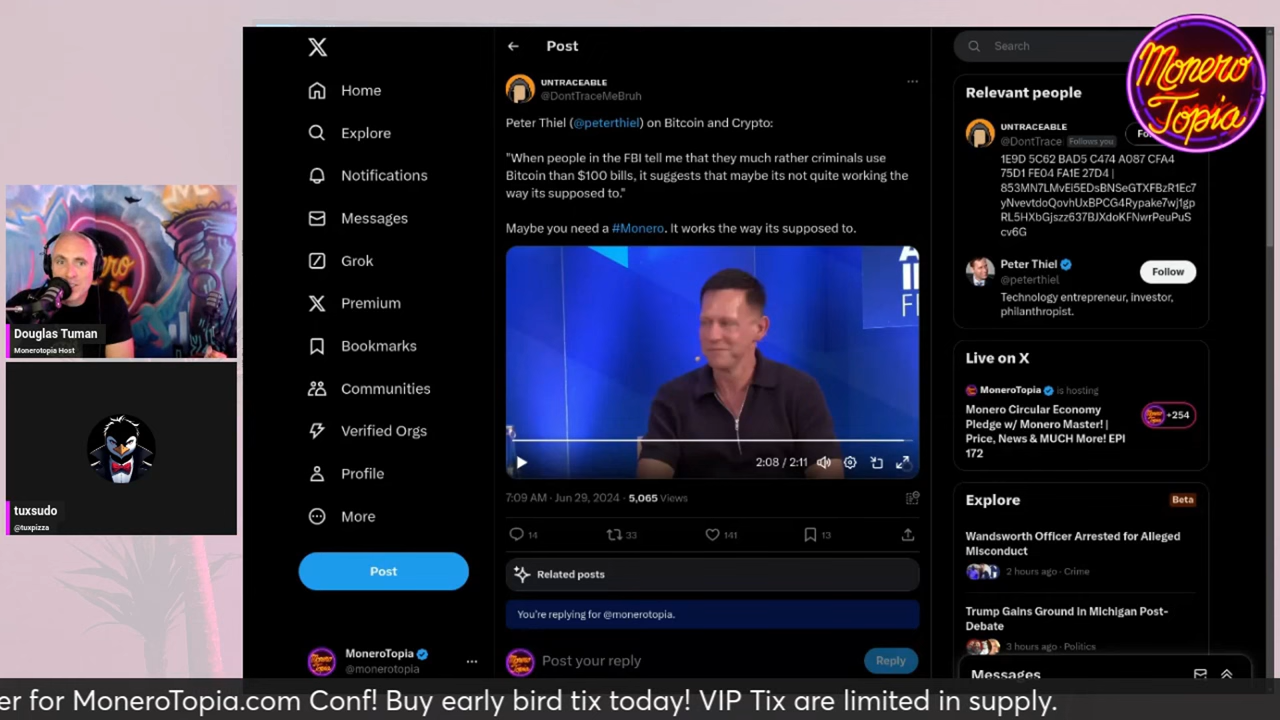 Monero
Topia
Douglas Tuman
Monerotopia Host
tuxsudo
@tuxpizza
Home
Explore
Notifications
Messages
Grok
Premium
Bookmarks
Communities
Verified Orgs
Profile
More
Post
MoneroTopia
@monerotopia
Post
UNTRACEABLE
@DontTraceMeBruh
Peter Thiel (@peterthiel) on Bitcoin and Crypto:
"When people in the FBI tell me that they much rather criminals use
Bitcoin than $100 bills, it suggests that maybe its not quite working the
way its supposed to."
Maybe you need a #Monero. It works the way its supposed to.
2:08 / 2:11
7:09 AM · Jun 29, 2024 · 5,065 Views
14 33 141 13
Related posts
You're replying for @monerotopia.
Post your reply
Reply
Search
Relevant people
UNTRACEABLE
@DontTrace Follows you
1E9D 5C62 BAD5 C474 A087 CFA4
75D1 FE04 FA1E 27D4 |
853MN7LMvEi5EDsBNSeGTXFBzR1Ec7
yNvevtdoQovhUxBPCG4Rypake7wj1gp
RL5HXbGjszz637BJXdoKFNwrPeuPuS
cv6G
Peter Thiel
@peterthiel
Follow
Technology entrepreneur, investor,
philanthropist.
Live on X
MoneroTopia is hosting
Monero Circular Economy
Pledge w/ Monero Master! |
Price, News & MUCH More! EPI
172
+254
Explore
Beta
Wandsworth Officer Arrested for Alleged
Misconduct
2 hours ago · Crime
Trump Gains Ground in Michigan Post-
Debate
3 hours ago · Politics
Messages
er for MoneroTopia.com Conf! Buy early bird tix today! VIP Tix are limited in supply.